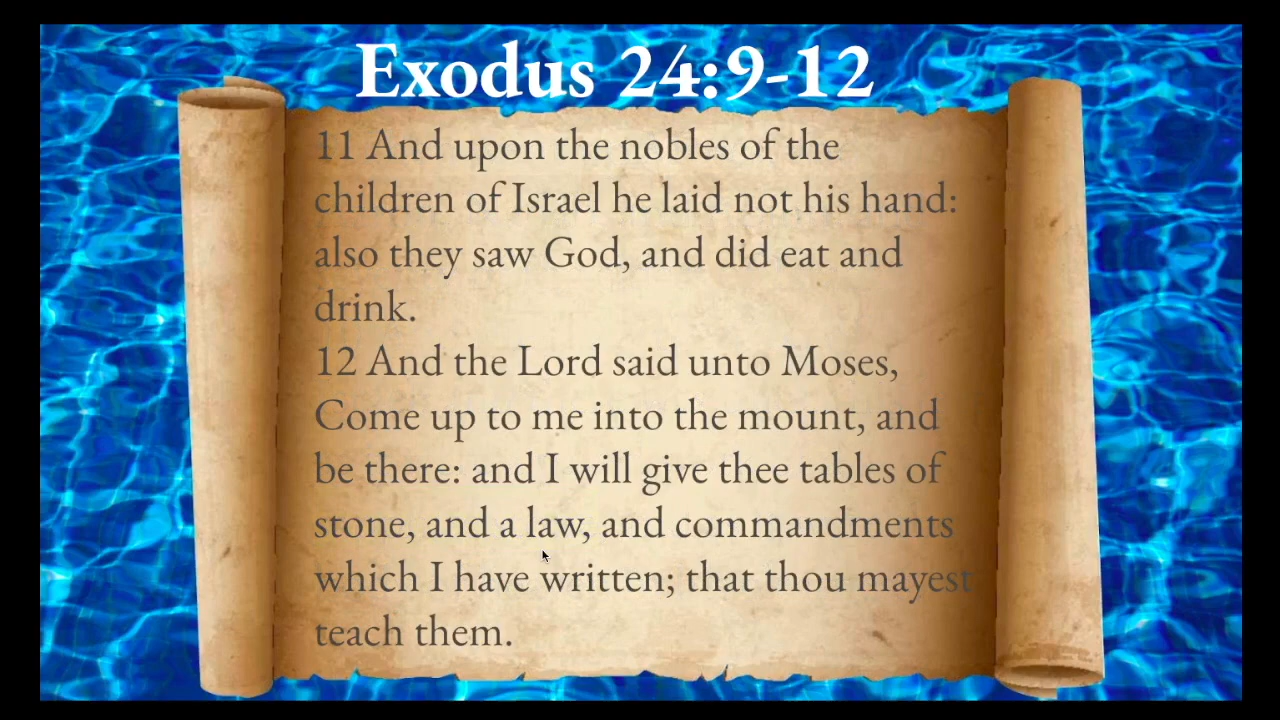 Exodus 24:9-12
11 And upon the nobles of the
children of Israel he laid not his hand:
also they saw God, and did eat and
drink.
12 And the Lord said unto Moses,
Come up to me into the mount, and
be there: and I will give thee tables of
stone, and a law, and commandments
which I have written; that thou mayest
teach them.